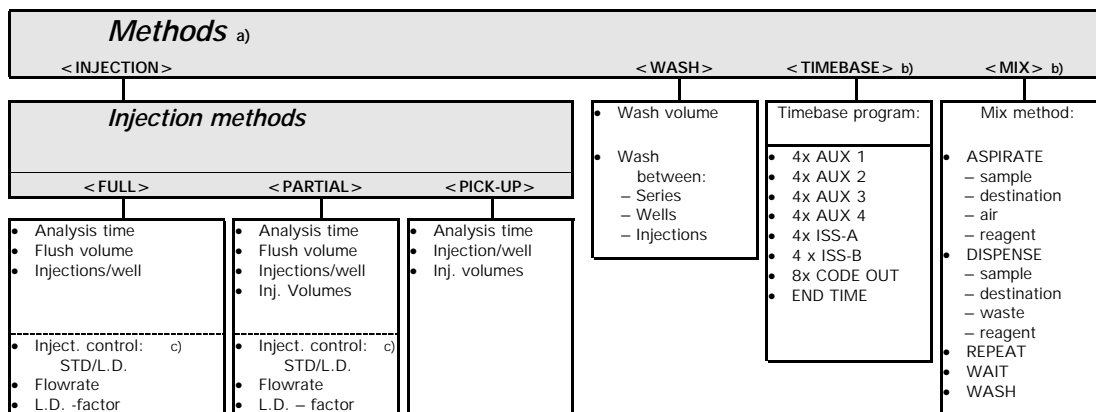 Methods a)
<INJECTION>
<WASH>
<TIMEBASE> b)
<MIX> b)
Injection methods
<FULL>
<PARTIAL>
<PICK-UP>
• Analysis time
• Flush volume
• Injections/well
• Inject. control: c)
STD/L.D.
• Flowrate
• L.D. -factor
• Analysis time
• Flush volume
• Injections/well
• Inj. Volumes
• Inject. control: c)
STD/L.D.
• Flowrate
• L.D. – factor
• Analysis time
• Injection/well
• Inj. volumes
• Wash volume
• Wash
between:
– Series
– Wells
– Injections
Timebase program:
• 4x AUX 1
• 4x AUX 2
• 4x AUX 3
• 4x AUX 4
• 4x ISS-A
• 4 x ISS-B
• 8x CODE OUT
• END TIME
Mix method:
• ASPIRATE
– sample
– destination
– air
– reagent
• DISPENSE
– sample
– destination
– waste
– reagent
• REPEAT
• WAIT
• WASH